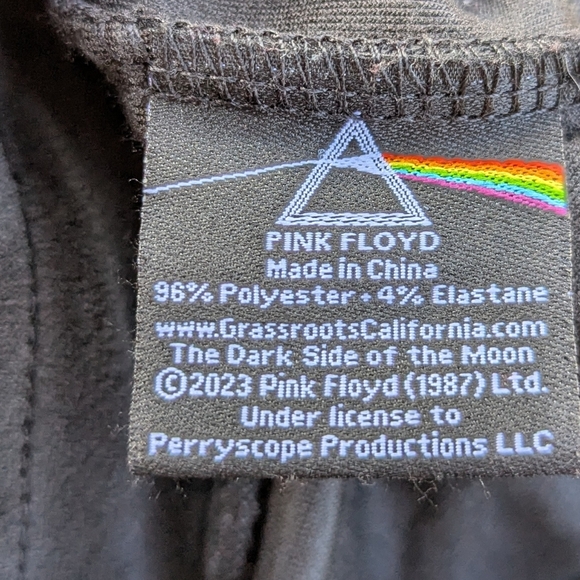 PINK FLOYD
Made in China
96% Polyester • 4% Elastane
www.GrassrootsCalifornia.com
The Dark Side of the Moon
©2023 Pink Floyd (1987) Ltd.
Under license to
Perryscope Productions LLC